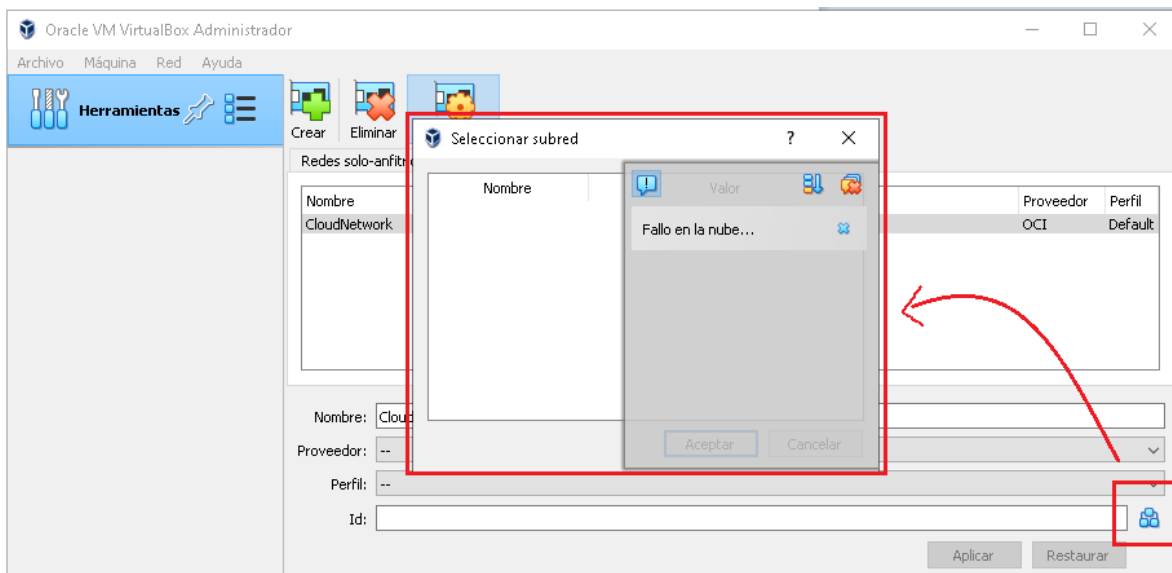 Oracle VM VirtualBox Administrador
Archivo Máquina Red Ayuda
Herramientas
Crear Eliminar
Redes solo-anfitr
Seleccionar subred ? ×
Nombre Valor
Fallo en la nube...
Aceptar Cancelar
Nombre Proveedor Perfil
CloudNetwork OCI Default
Nombre: Cloud
Proveedor: --
Perfil: --
Id:
Aplicar Restaurar